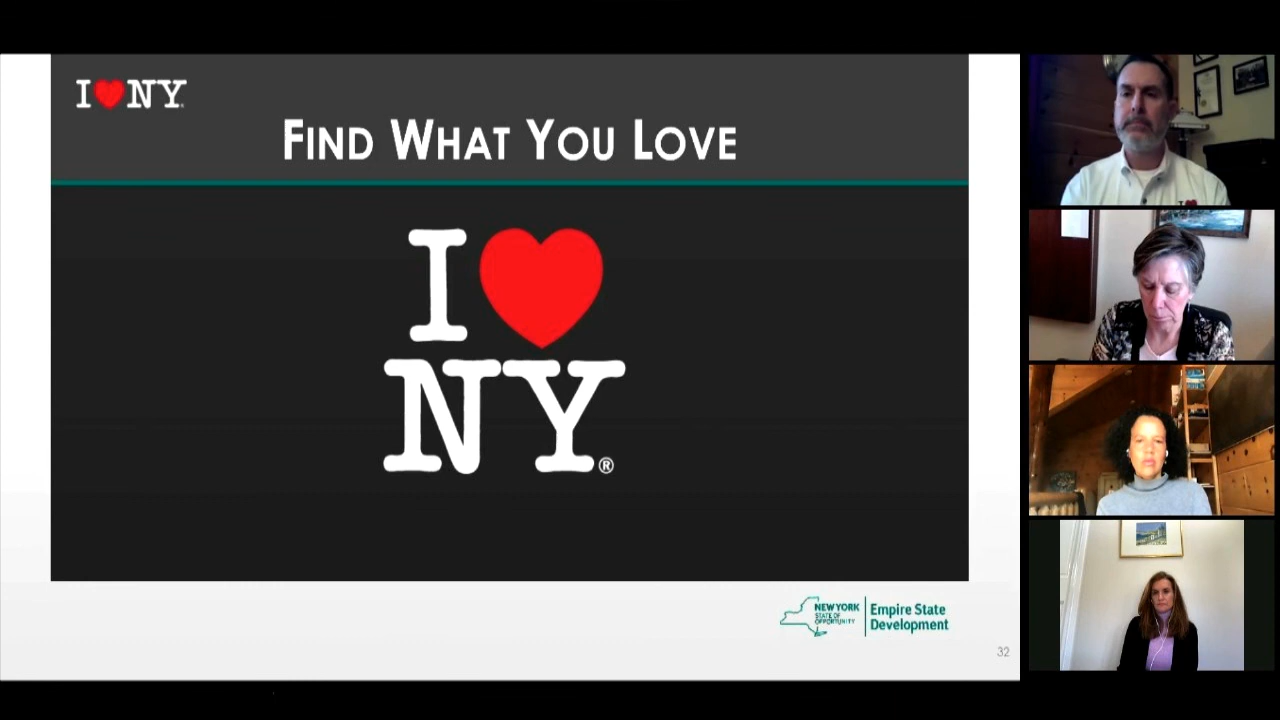 I♥NY
FIND WHAT YOU LOVE
I♥
NY®
NEW YORK
STATE OF
OPPORTUNITY
Empire State
Development
32